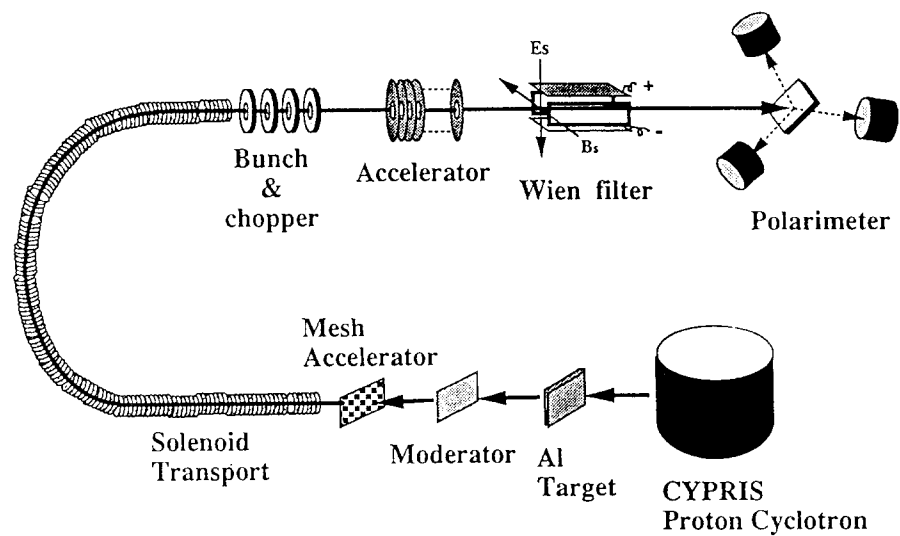 Es
+
-
Bs
Bunch
&
chopper
Accelerator
Wien filter
Polarimeter
Mesh
Accelerator
Solenoid
Transport
Moderator
Al
Target
CYPRIS
Proton Cyclotron